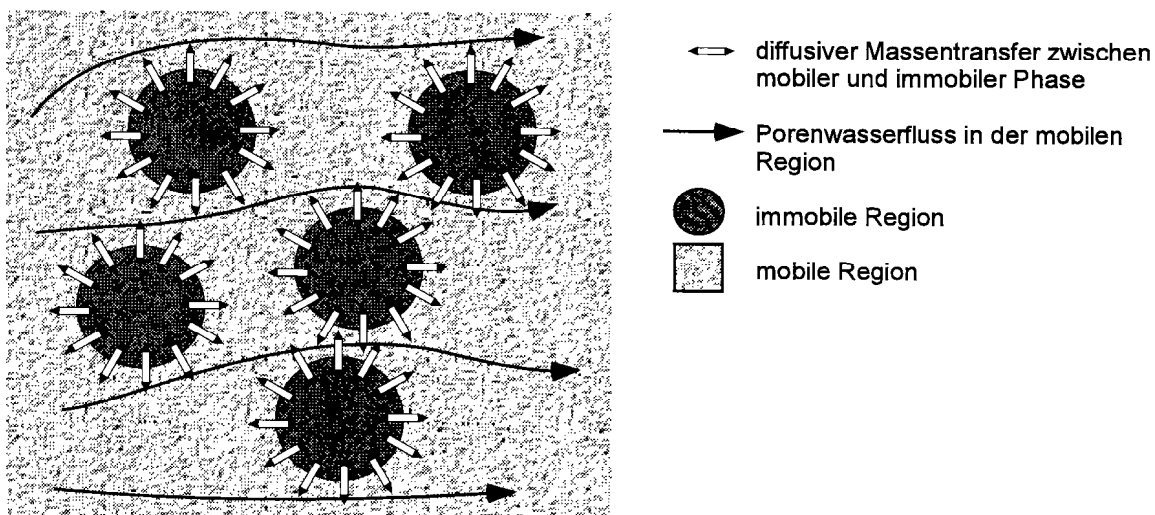 diffusiver Massentransfer zwischen
mobiler und immobiler Phase
Porenwasserfluss in der mobilen
Region
immobile Region
mobile Region